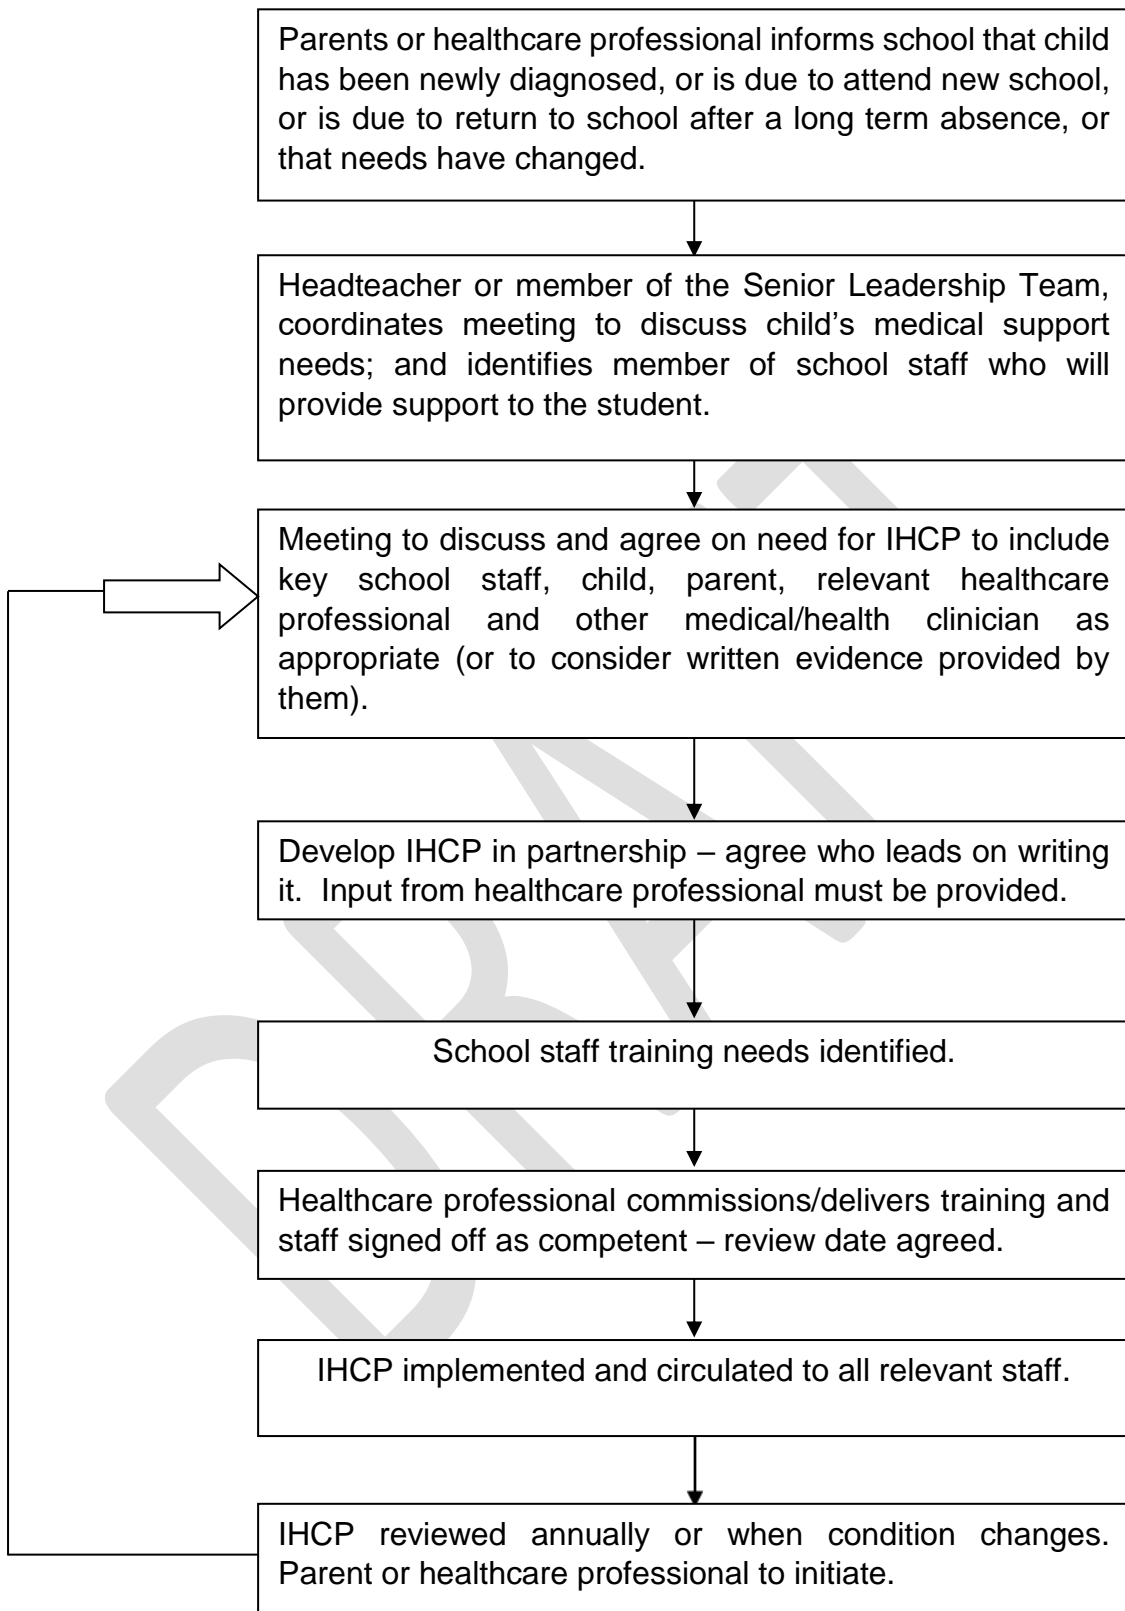 Parents or healthcare professional informs school that child
has been newly diagnosed, or is due to attend new school,
or is due to return to school after a long term absence, or
that needs have changed.
Headteacher or member of the Senior Leadership Team,
coordinates meeting to discuss child’s medical support
needs; and identifies member of school staff who will
provide support to the student.
Meeting to discuss and agree on need for IHCP to include
key school staff, child, parent, relevant healthcare
professional and other medical/health clinician as
appropriate (or to consider written evidence provided by
them).
Develop IHCP in partnership – agree who leads on writing
it.  Input from healthcare professional must be provided.
School staff training needs identified.
Healthcare professional commissions/delivers training and
staff signed off as competent – review date agreed.
IHCP implemented and circulated to all relevant staff.
IHCP reviewed annually or when condition changes.
Parent or healthcare professional to initiate.
DRAFT